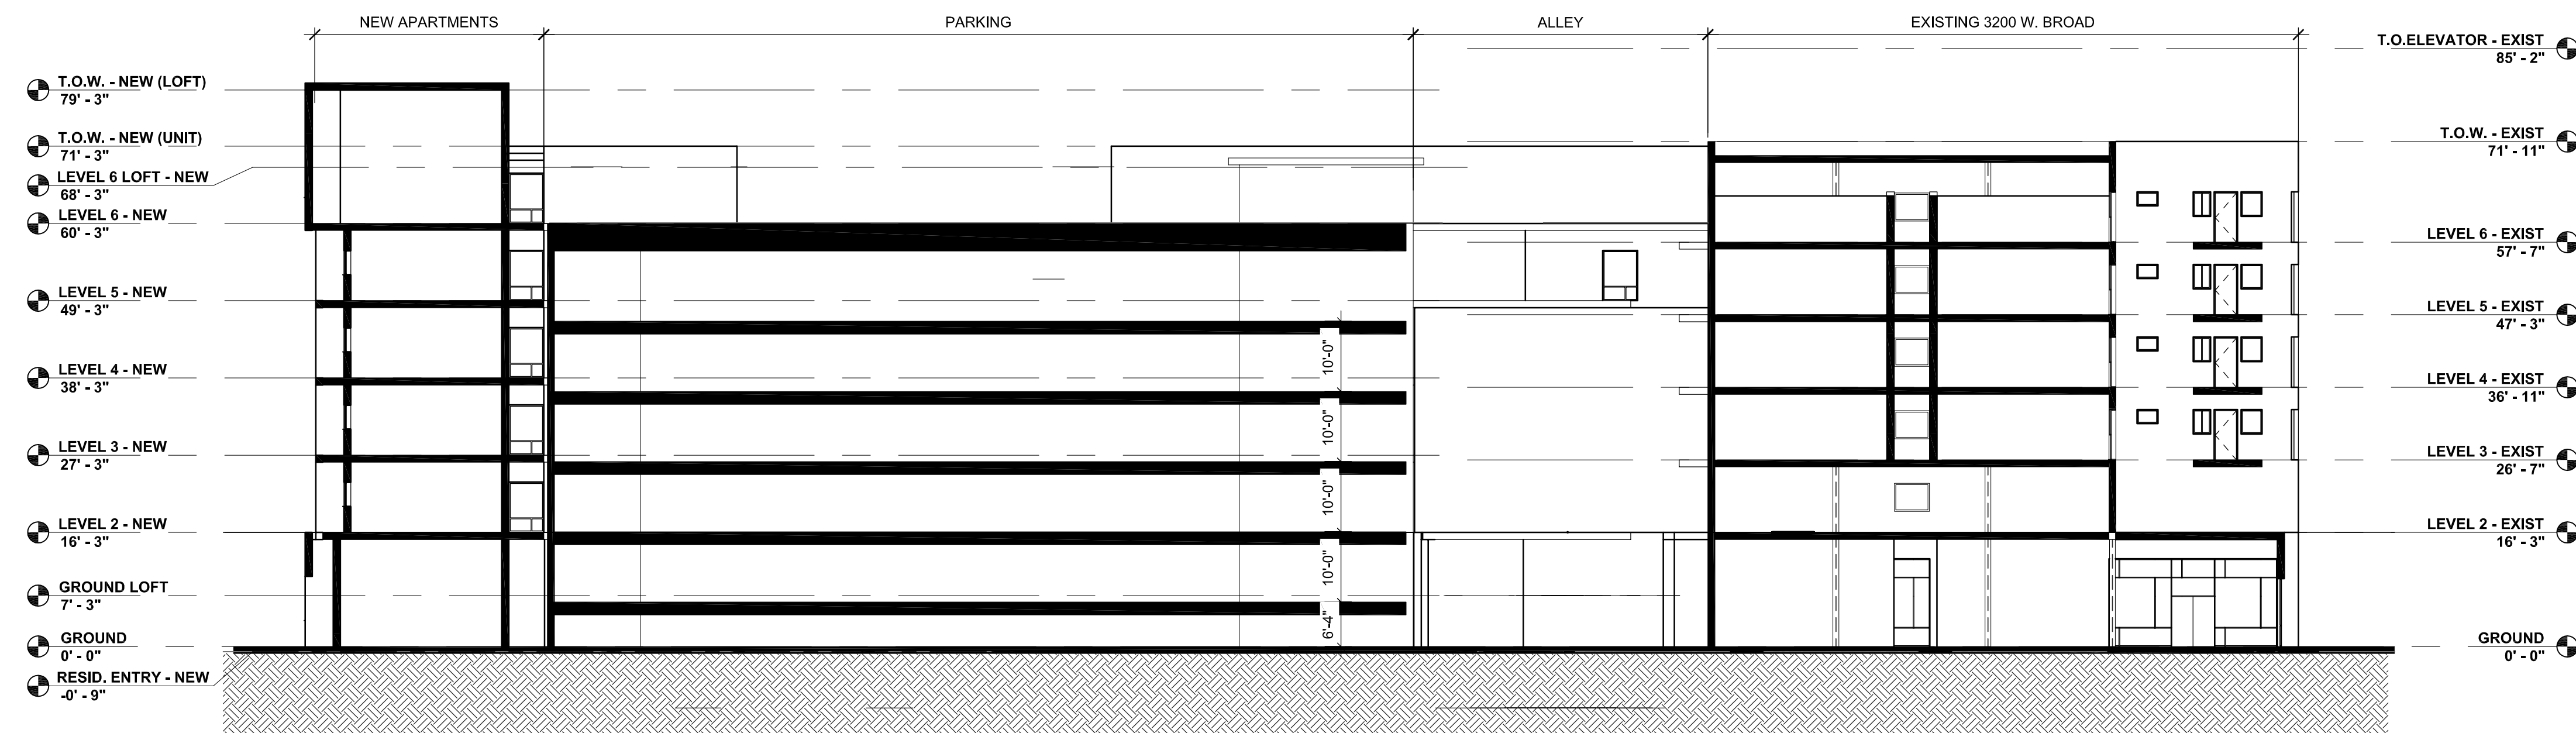 NEW APARTMENTS
PARKING
ALLEY
EXISTING 3200 W. BROAD
T.O.W. - NEW (LOFT)
79' - 3"
T.O.W. - NEW (UNIT)
71' - 3"
LEVEL 6 LOFT - NEW
68' - 3"
LEVEL 6 - NEW
60' - 3"
LEVEL 5 - NEW
49' - 3"
LEVEL 4 - NEW
38' - 3"
LEVEL 3 - NEW
27' - 3"
LEVEL 2 - NEW
16' - 3"
GROUND LOFT
7' - 3"
GROUND
0' - 0"
RESID. ENTRY - NEW
-0' - 9"
10'-0"
10'-0"
10'-0"
10'-0"
6'-4"
T.O.ELEVATOR - EXIST
85' - 2"
T.O.W. - EXIST
71' - 11"
LEVEL 6 - EXIST
57' - 7"
LEVEL 5 - EXIST
47' - 3"
LEVEL 4 - EXIST
36' - 11"
LEVEL 3 - EXIST
26' - 7"
LEVEL 2 - EXIST
16' - 3"
GROUND
0' - 0"